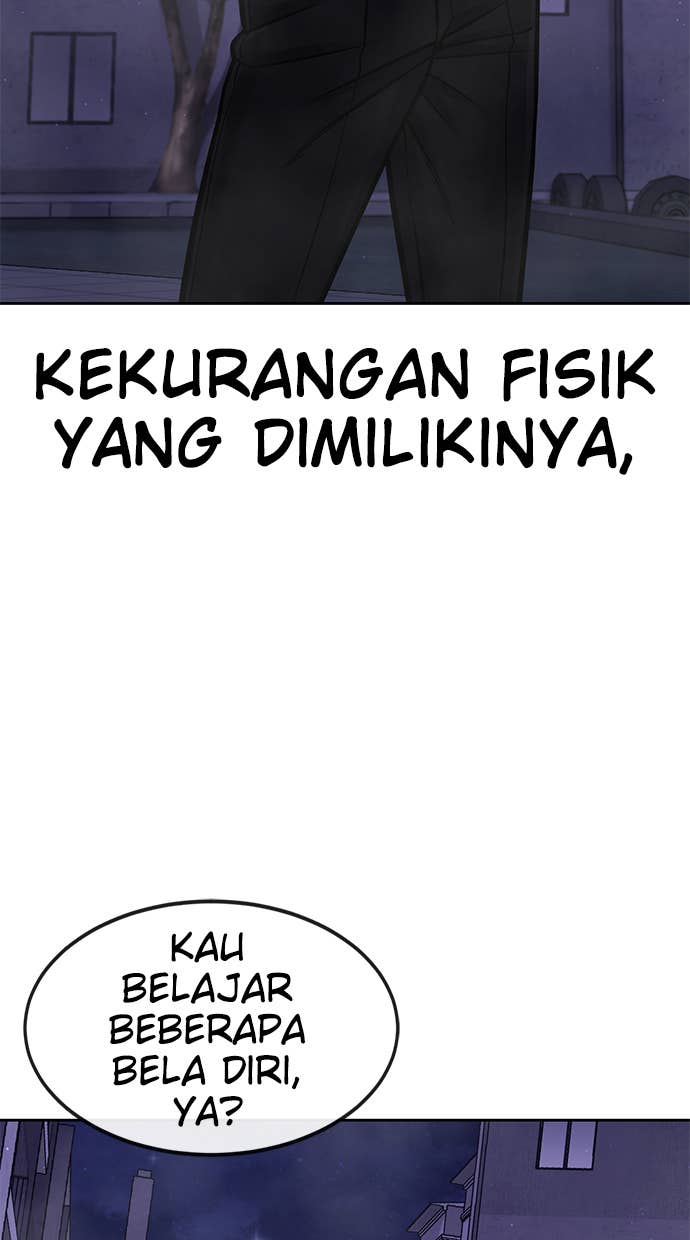 KEKURANGAN FISIK
YANG DIMILIKINYA,
KAU
BELAJAR
BEBERAPA
BELA DIRI,
YA?